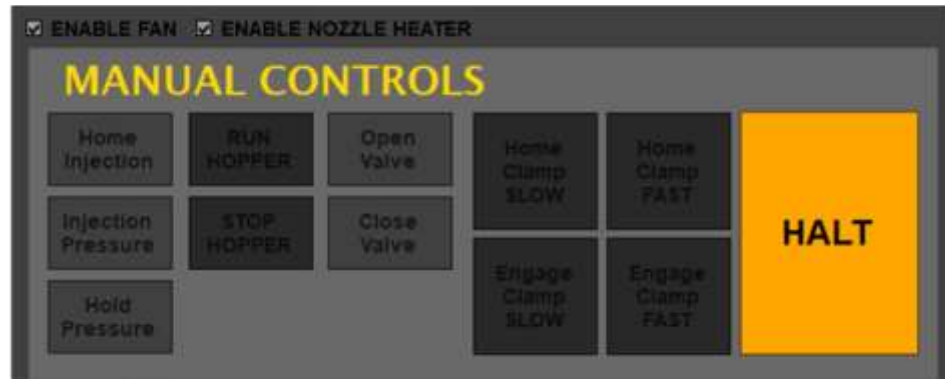 ENABLE FAN ENABLE NOZZLE HEATER
MANUAL CONTROLS
Home
Injection
RUN
HOPPER
Open
Valve
Home
Clamp
SLOW
Home
Clamp
FAST
HALT
Injection
Pressure
STOP
HOPPER
Close
Valve
Engage
Clamp
SLOW
Engage
Clamp
FAST
Hold
Pressure